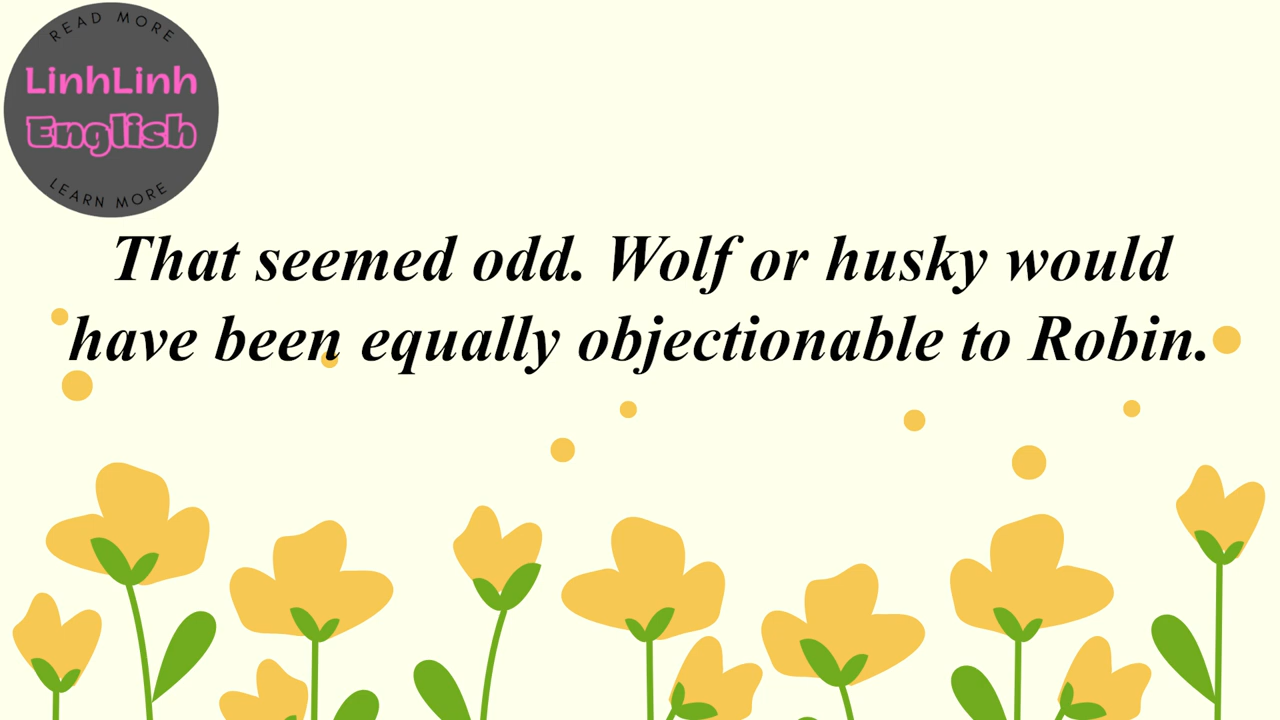 READ MORE
LinhLinh
English
LEARN MORE
That seemed odd. Wolf or husky would
have been equally objectionable to Robin.